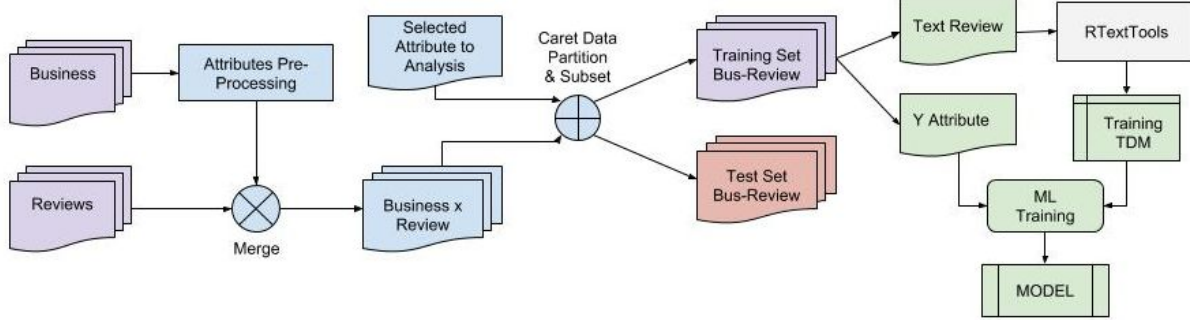 Business
Attributes Pre-
Processing
Reviews
Merge
Selected
Attribute to
Analysis
Business x
Review
Caret Data
Partition
& Subset
Training Set
Bus-Review
Test Set
Bus-Review
Text Review
RTextTools
Y Attribute
Training
TDM
ML
Training
MODEL